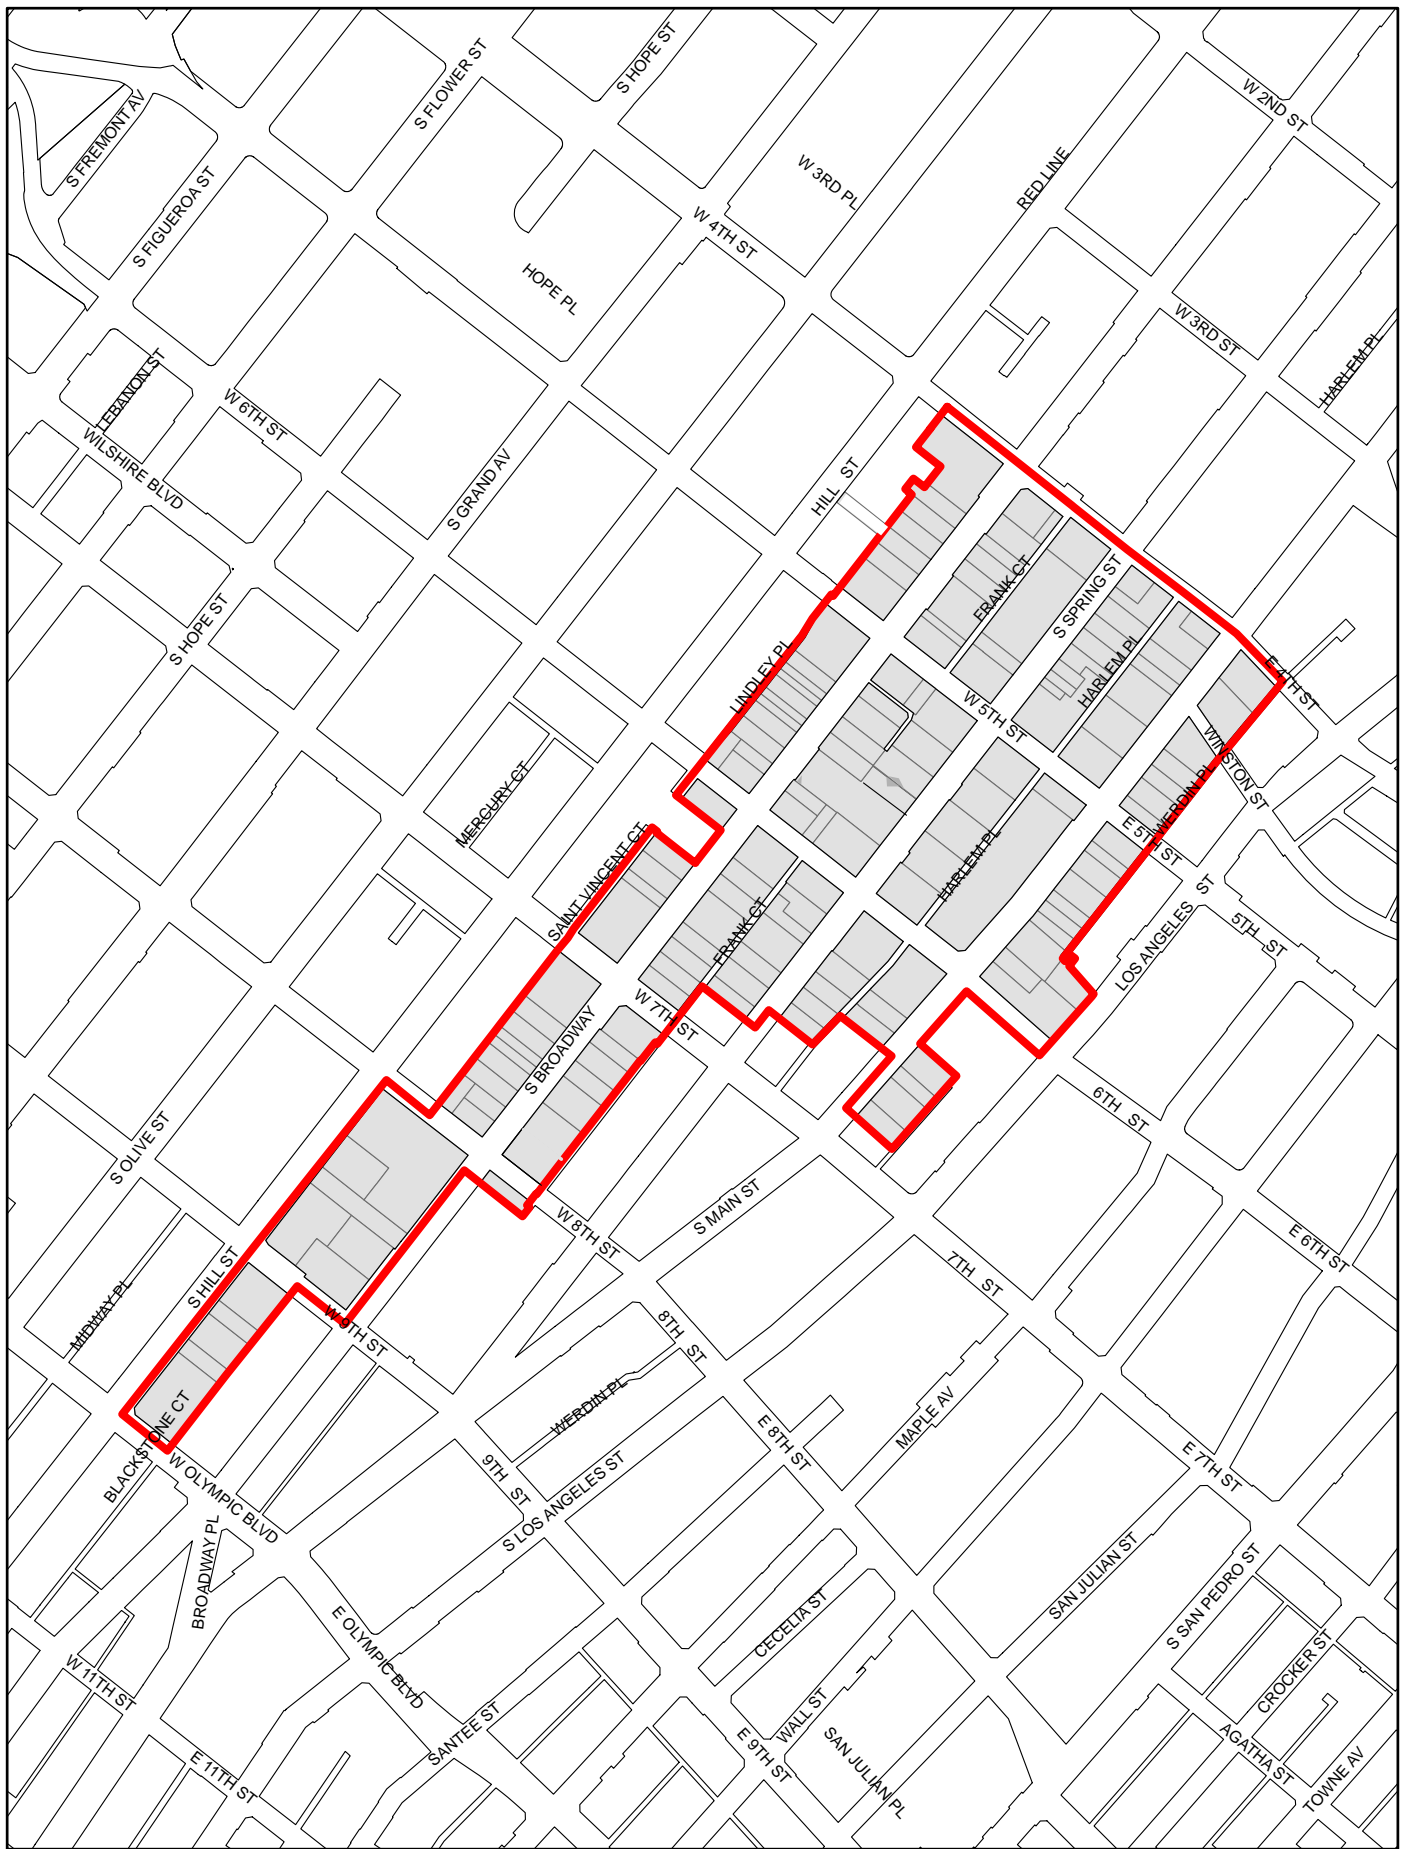 S FLOWER ST
S HOPE ST
W 2ND ST
S FREMONT AV
S FIGUEROA ST
W 3RD PL
RED LINE
W 4TH ST
HOPE PL
W 3RD ST
HARLEM PL
LEBANON ST
W 6TH ST
WILSHIRE BLVD
S GRAND AV
HILL ST
FRANK CT
S SPRING ST
S HOPE ST
LINDLEY PL
HARLEM PL
E 4TH ST
W 5TH ST
WINSTON ST
MERCURY CT
WERDIN PL
E 5TH ST
SAINT VINCENT CT
HARLEM PL
FRANK CT
LOS ANGELES ST
5TH ST
W 7TH ST
S BROADWAY
6TH ST
S OLIVE ST
S MAIN ST
W 8TH ST
E 6TH ST
S HILL ST
7TH ST
MIDWAY PL
W 9TH ST
8TH ST
WERDIN PL
MAPLE AV
BLACKSTONE CT
E 8TH ST
E 7TH ST
W OLYMPIC BLVD
9TH ST
S LOS ANGELES ST
BROADWAY PL
SAN JULIAN ST
S SAN PEDRO ST
CECELIA ST
E OLYMPIC BLVD
CROCKER ST
W 11TH ST
WALL ST
SANTEE ST
E 9TH ST
SAN JULIAN PL
AGATHA ST
E 11TH ST
TOWNE AV